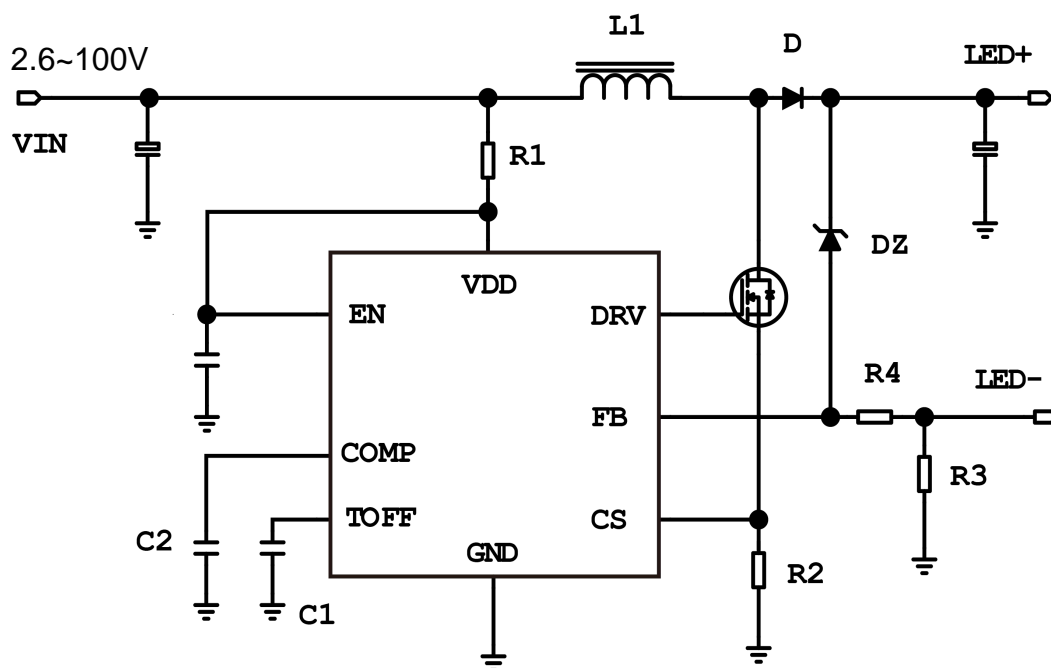 L1
D
LED+
2.6~100V
VIN
R1
DZ
VDD
EN
DRV
R4
LED-
FB
COMP
R3
TOFF
CS
C2
GND
R2
C1